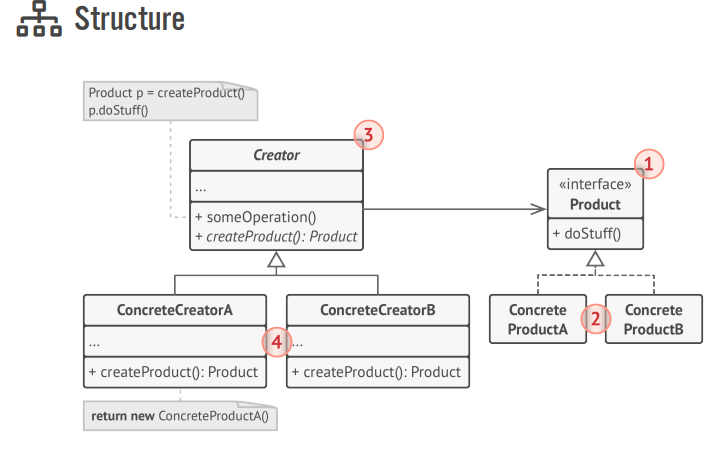 Structure
Product p = createProduct()
p.doStuff()
3
Creator
...
+ someOperation()
+ createProduct(): Product
1
«interface»
Product
+ doStuff()
ConcreteCreatorA
...
+ createProduct(): Product
4
ConcreteCreatorB
...
+ createProduct(): Product
Concrete
ProductA
2
Concrete
ProductB
return new ConcreteProductA()